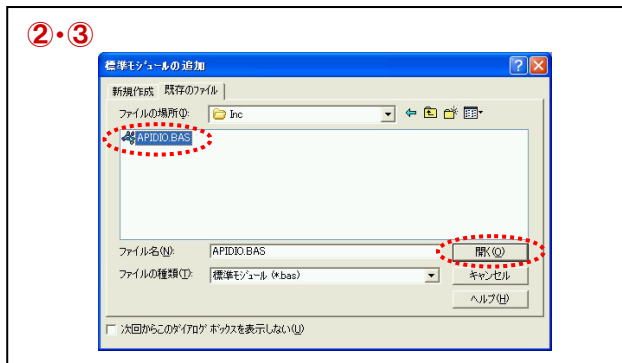 ②・③
標準モジュールの追加
新規作成 既存のファイル
ファイルの場所(I): Inc
APIDIO.BAS
ファイル名(N): APIDIO.BAS 開く(O)
ファイルの種類(T): 標準モジュール (*.bas) キャンセル
ヘルプ(H)
次回からこのダイアログ ボックスを表示しない(U)